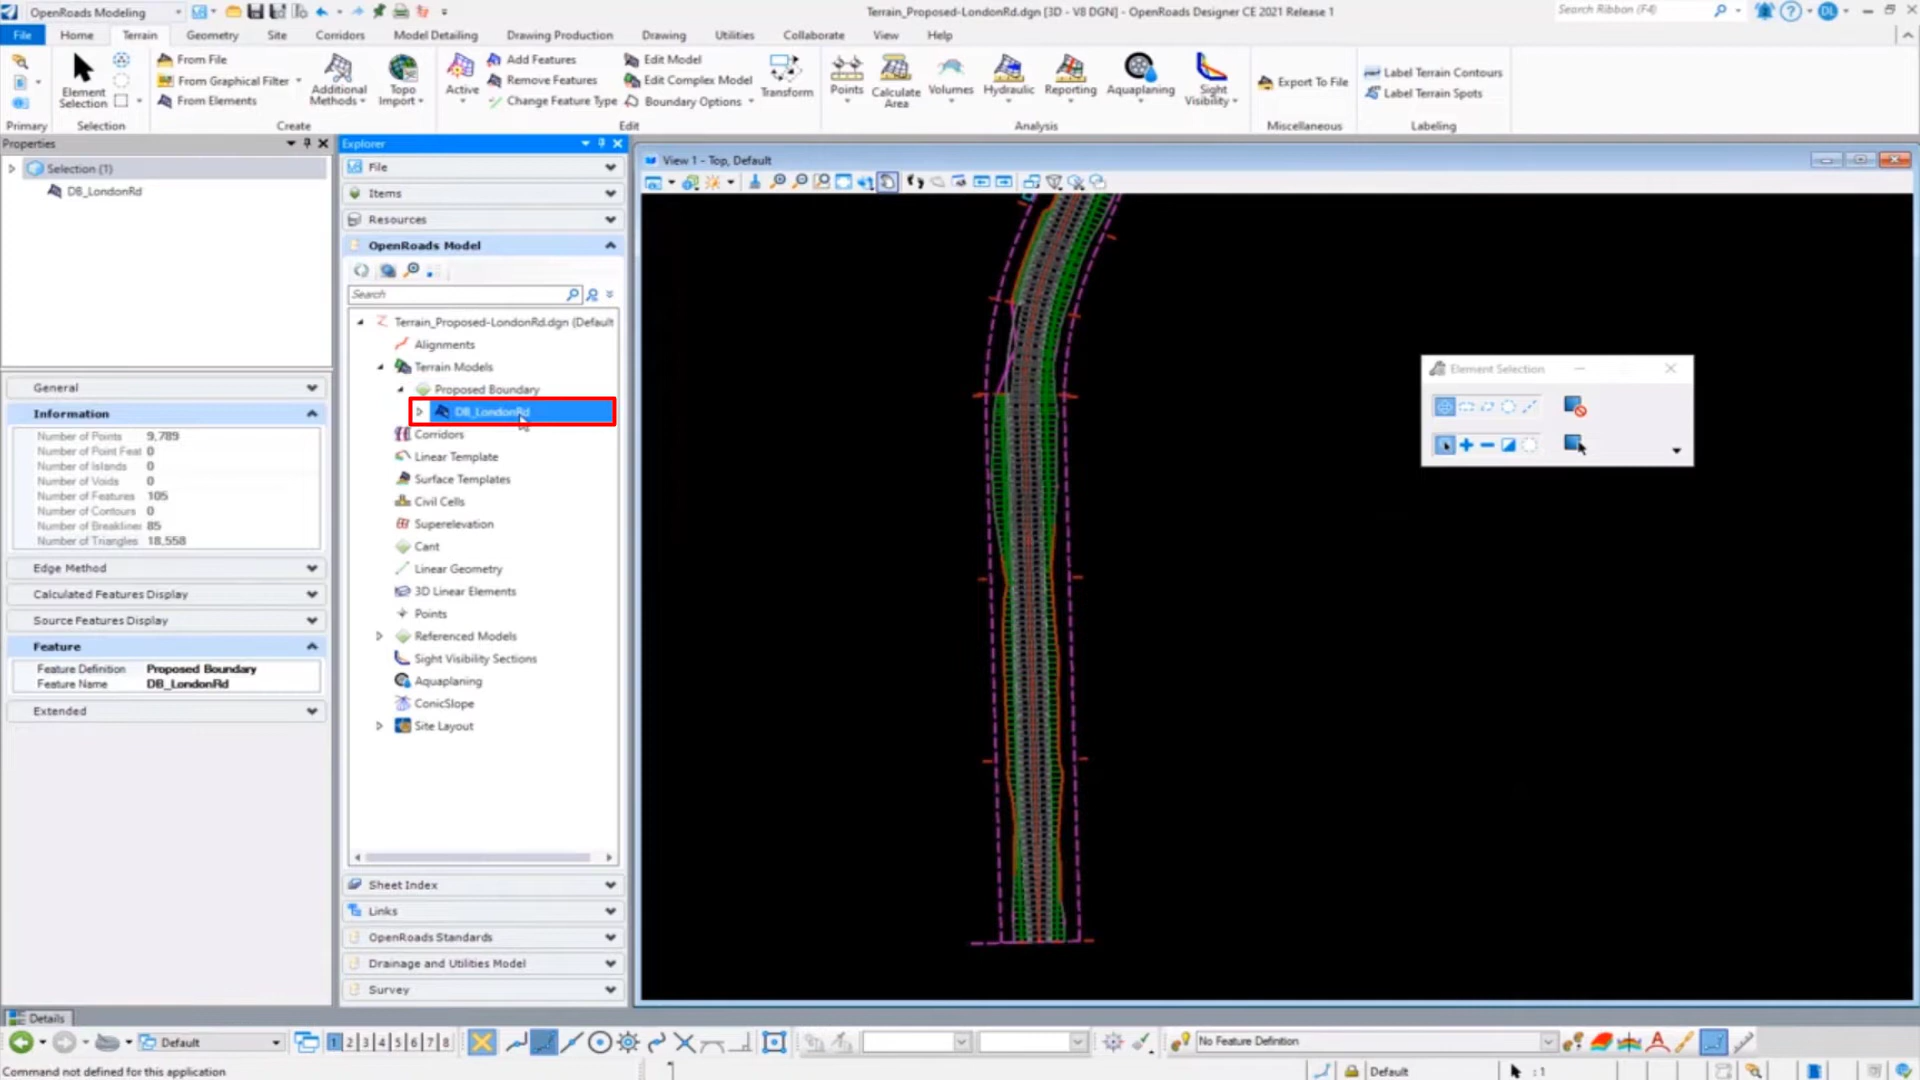 OpenRoads Modeling
Terrain_Proposed-LondonRd.dgn [3D - V8 DGN] - OpenRoads Designer CE 2021 Release 1
Search Ribbon (F4)
DL
File Home Terrain Geometry Site Corridors Model Detailing Drawing Production Drawing Utilities Collaborate View Help
Element
Selection
From File
From Graphical Filter
From Elements
Additional
Methods
Topo
Import
Active
Add Features
Remove Features
Change Feature Type
Edit Model
Edit Complex Model
Boundary Options
Transform
Points
Calculate
Area
Volumes
Hydraulic
Reporting
Aquaplaning
Sight
Visibility
Export To File
Label Terrain Contours
Label Terrain Spots
Primary Selection Create Edit Analysis Miscellaneous Labeling
Properties
Selection (1)
DB_LondonRd
General
Information
Number of Points 9,789
Number of Point Feat 0
Number of Islands 0
Number of Voids 0
Number of Features 105
Number of Contours 0
Number of Breakline 85
Number of Triangles 18,558
Edge Method
Calculated Features Display
Source Features Display
Feature
Feature Definition Proposed Boundary
Feature Name DB_LondonRd
Extended
Explorer
File
Items
Resources
OpenRoads Model
Search
Terrain_Proposed-LondonRd.dgn (Default
Alignments
Terrain Models
Proposed Boundary
DB_LondonRd
Corridors
Linear Template
Surface Templates
Civil Cells
Superelevation
Cant
Linear Geometry
3D Linear Elements
Points
Referenced Models
Sight Visibility Sections
Aquaplaning
ConicSlope
Site Layout
Sheet Index
Links
OpenRoads Standards
Drainage and Utilities Model
Survey
View 1 - Top, Default
Element Selection
Details
Default
1 2 3 4 5 6 7 8
No Feature Definition
Command not defined for this application
Default
: 1